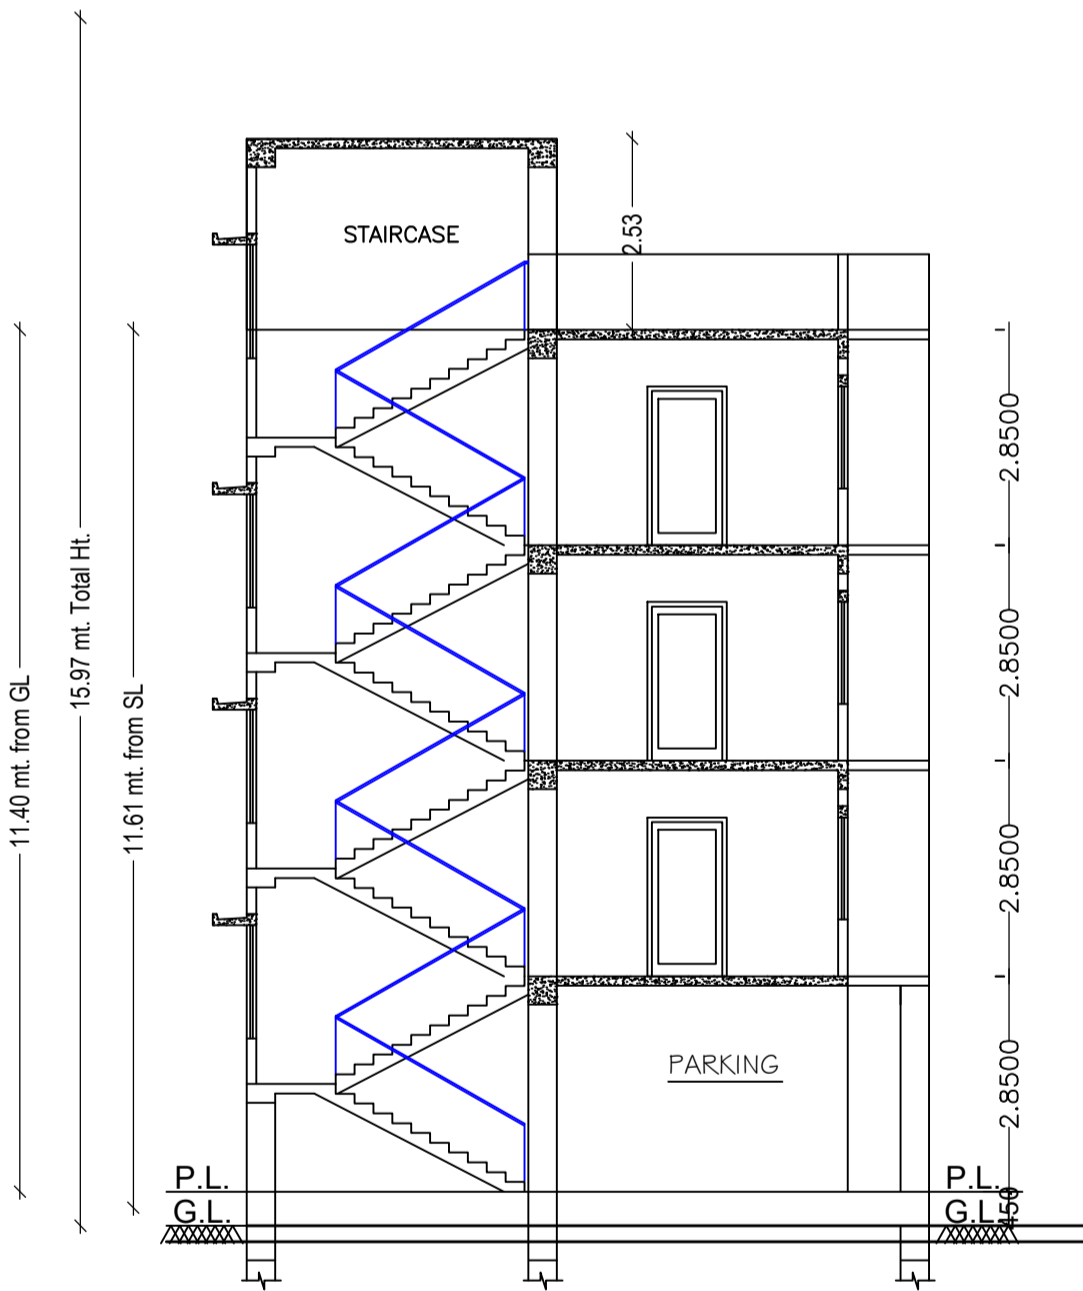 2.53
STAIRCASE
2.8500
15.97 mt. Total Ht.
2.8500
11.40 mt. from GL
11.61 mt. from SL
2.8500
PARKING
2.8500
P.L.
P.L.
G.L.
G.L.
450